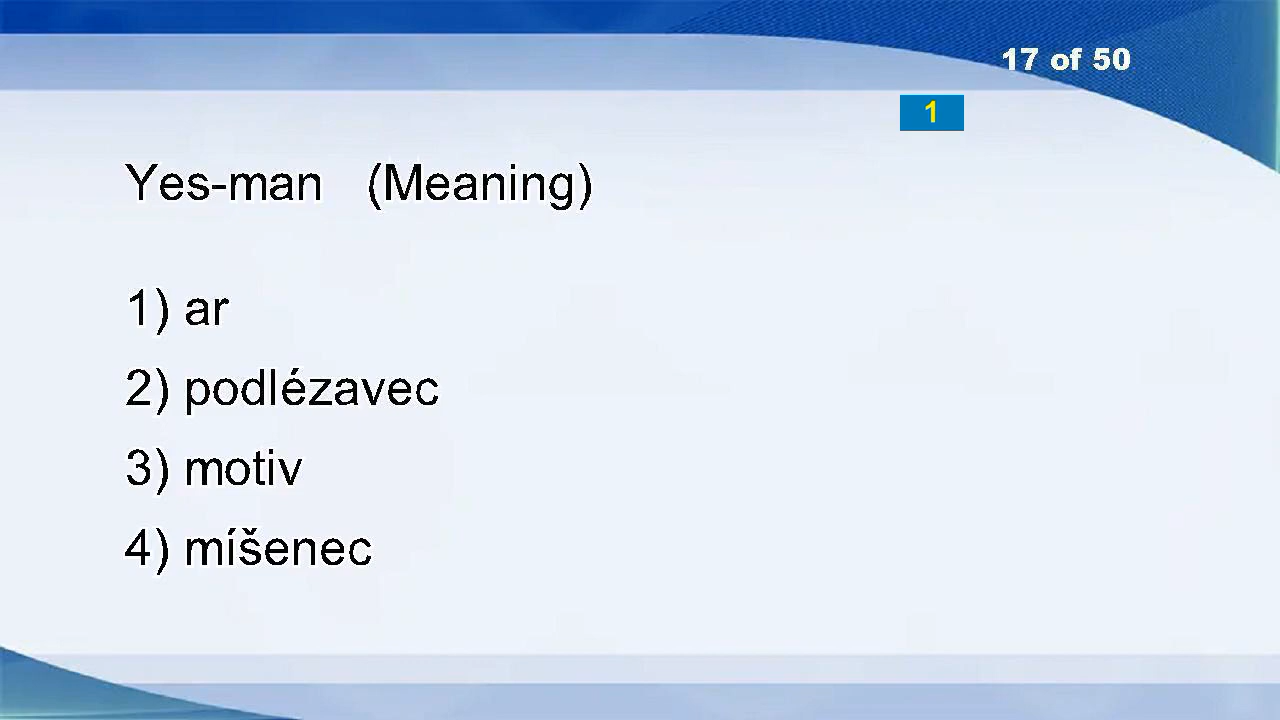 17 of 50
1
Yes-man (Meaning)
1) ar
2) podlézavec
3) motiv
4) míšenec